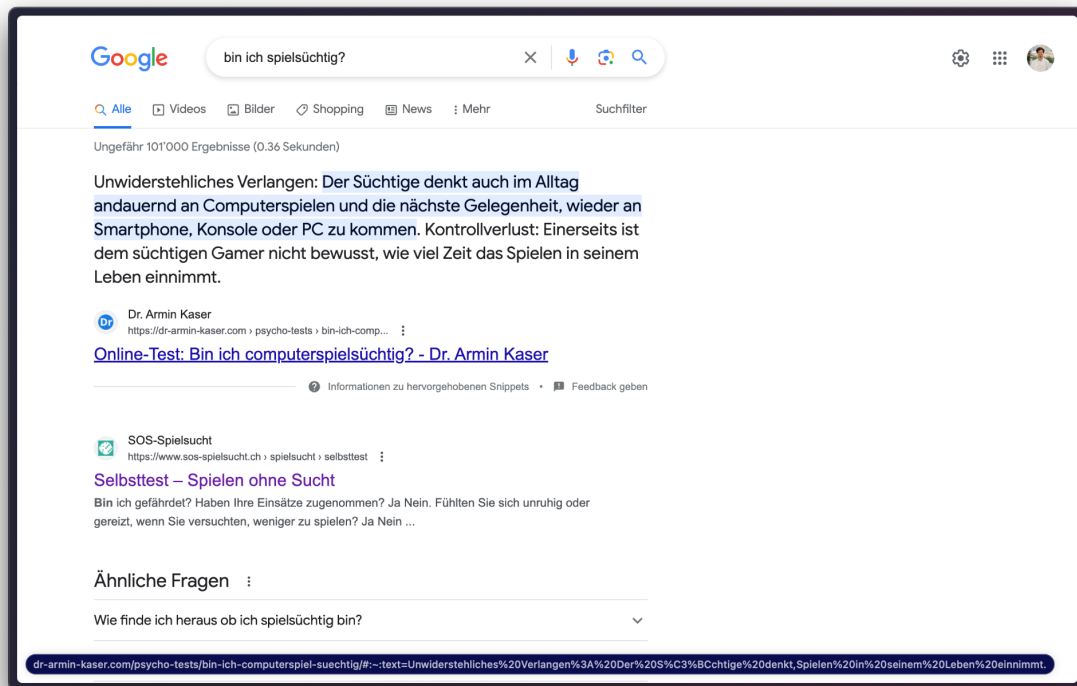 Google
bin ich spielsüchtig?
Alle
Videos
Bilder
Shopping
News
Mehr
Suchfilter
Ungefähr 101'000 Ergebnisse (0.36 Sekunden)
Unwiderstehliches Verlangen: Der Süchtige denkt auch im Alltag
andauernd an Computerspielen und die nächste Gelegenheit, wieder an
Smartphone, Konsole oder PC zu kommen. Kontrollverlust: Einerseits ist
dem süchtigen Gamer nicht bewusst, wie viel Zeit das Spielen in seinem
Leben einnimmt.
Dr
Dr. Armin Kaser
https://dr-armin-kaser.com › psycho-tests › bin-ich-comp...
Online-Test: Bin ich computerspielsüchtig? - Dr. Armin Kaser
Informationen zu hervorgehobenen Snippets • Feedback geben
SOS-Spielsucht
https://www.sos-spielsucht.ch › spielsucht › selbsttest
Selbsttest – Spielen ohne Sucht
Bin ich gefährdet? Haben Ihre Einsätze zugenommen? Ja Nein. Fühlten Sie sich unruhig oder
gereizt, wenn Sie versuchten, weniger zu spielen? Ja Nein ...
Ähnliche Fragen
Wie finde ich heraus ob ich spielsüchtig bin?
dr-armin-kaser.com/psycho-tests/bin-ich-computerspiel-suechtig/#:~:text=Unwiderstehliches%20Verlangen%3A%20Der%20S%C3%BCchtige%20denkt,Spielen%20in%20seinem%20Leben%20einnimmt.